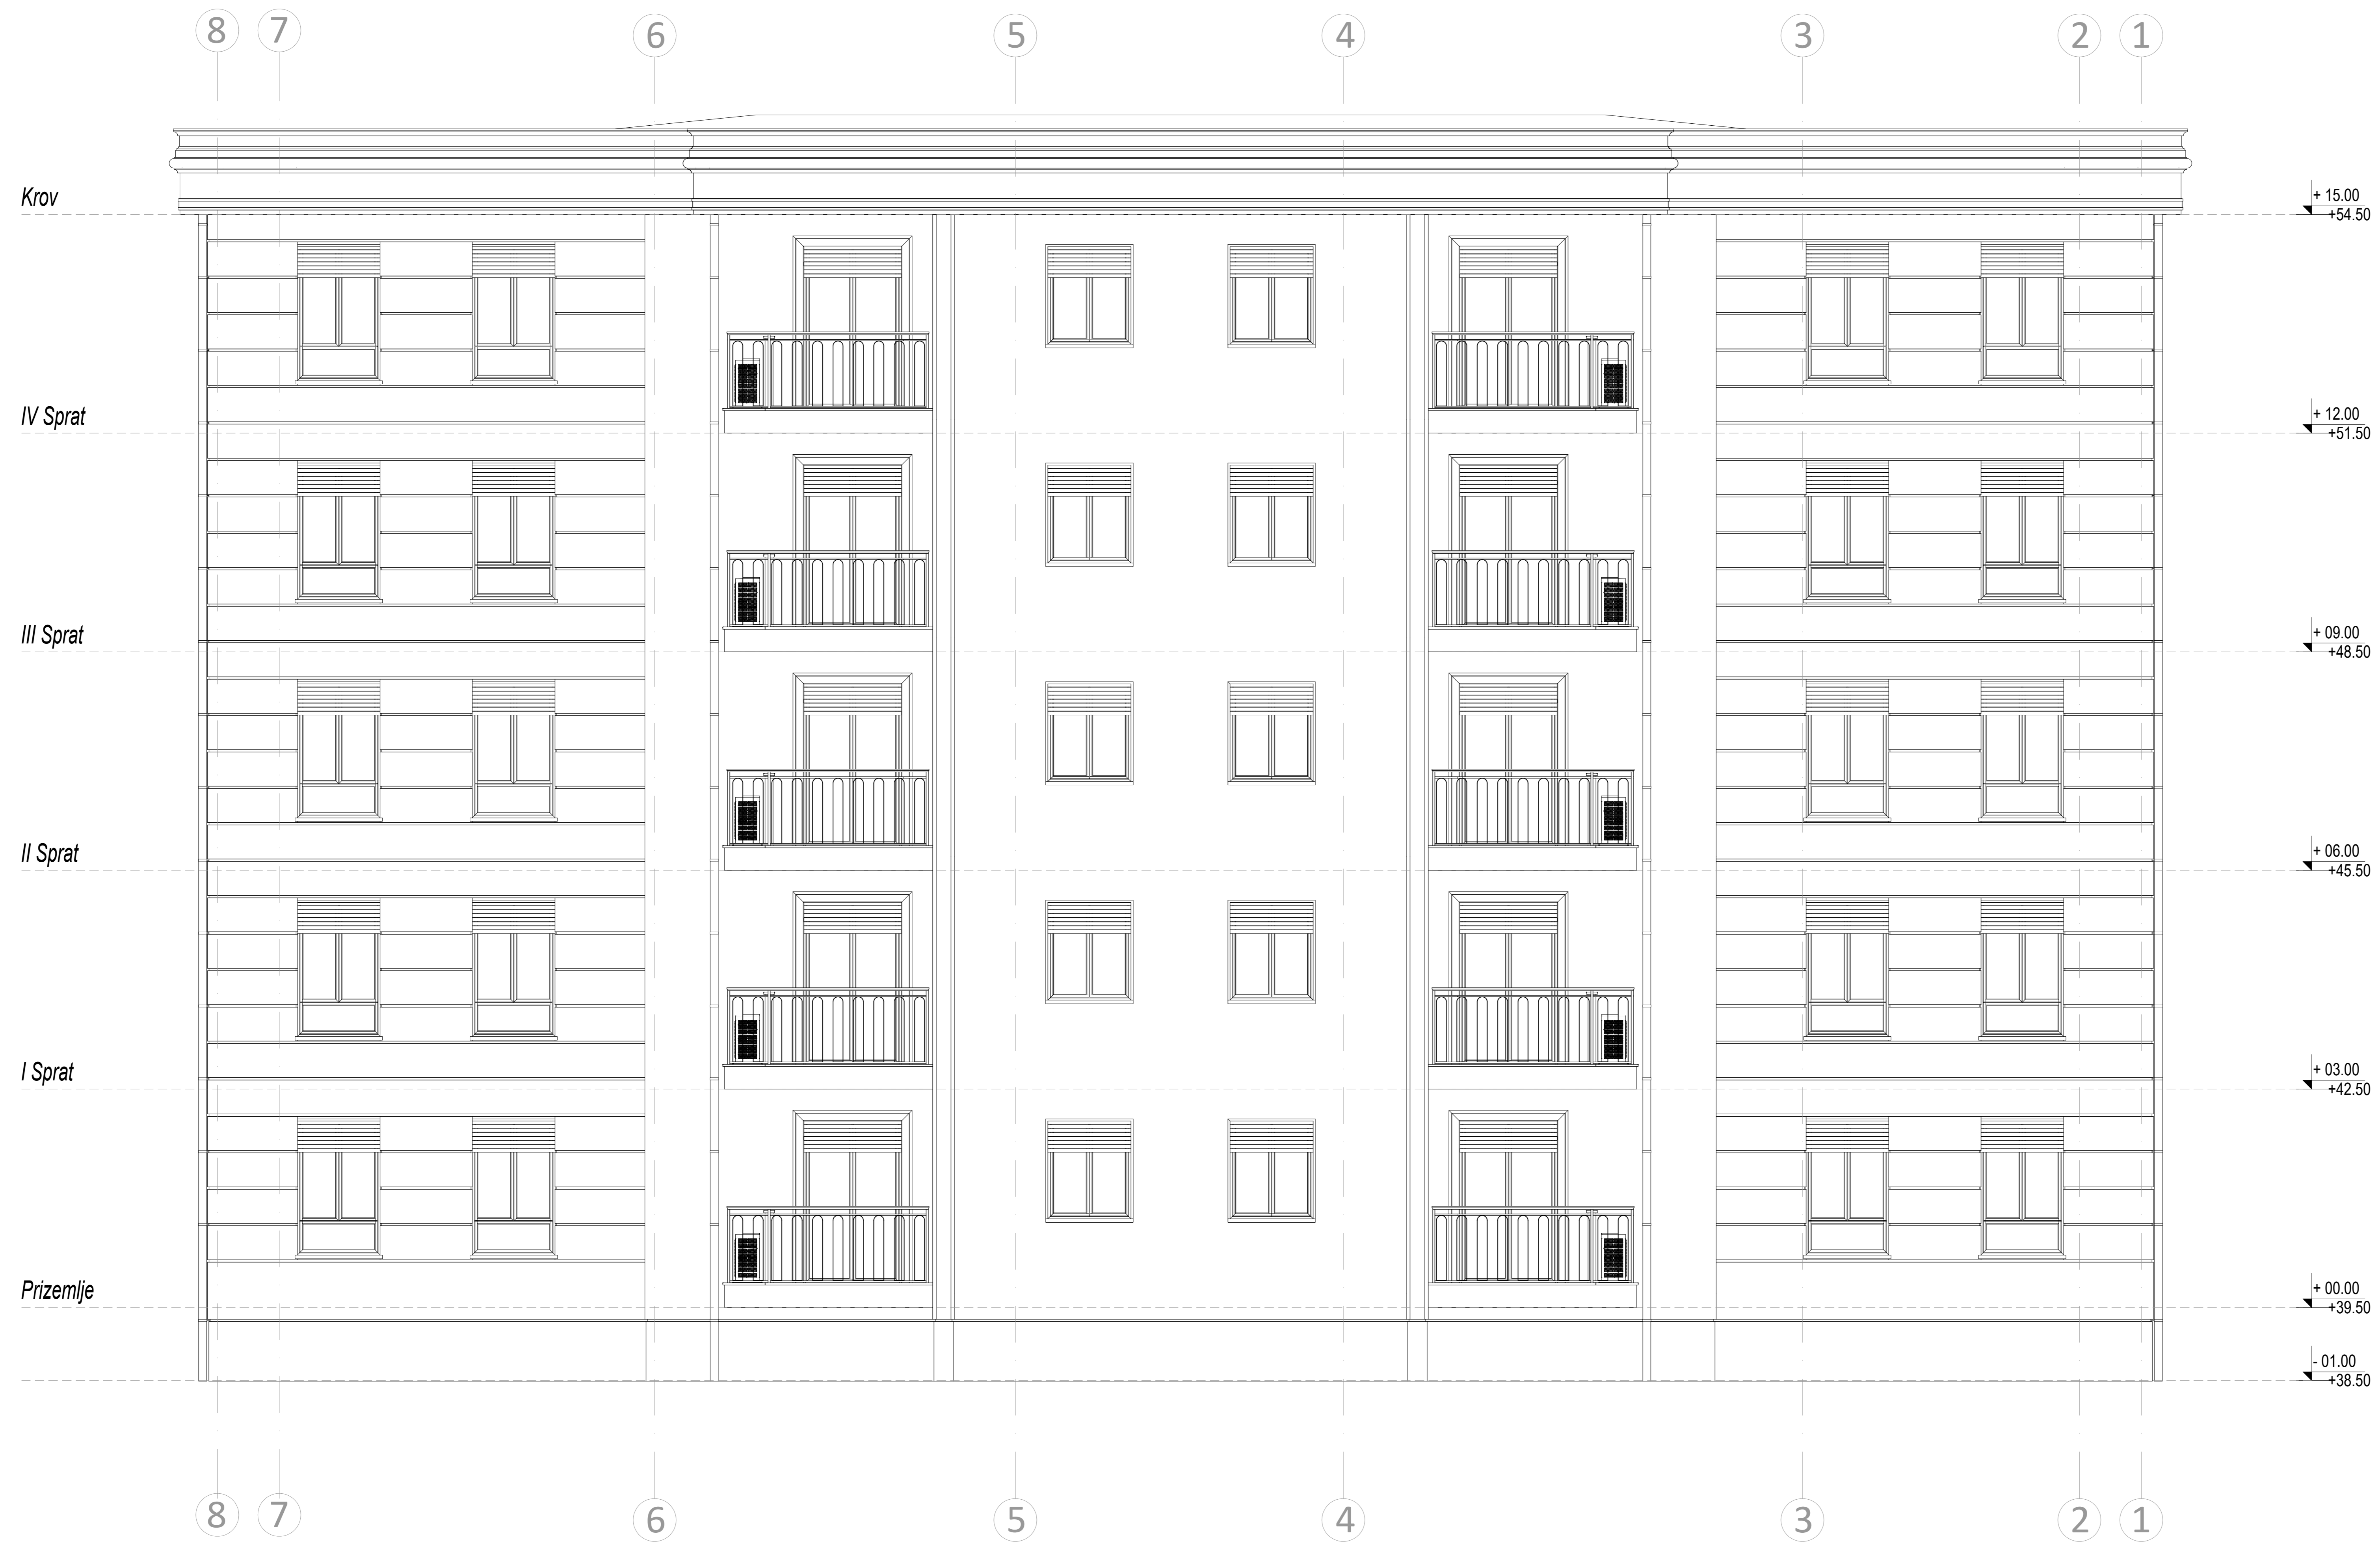 8 7 6 5 4 3 2 1
Krov
+ 15.00
+54.50
IV Sprat
+ 12.00
+51.50
III Sprat
+ 09.00
+48.50
II Sprat
+ 06.00
+45.50
I Sprat
+ 03.00
+42.50
Prizemlje
+ 00.00
+39.50
- 01.00
+38.50
8 7 6 5 4 3 2 1